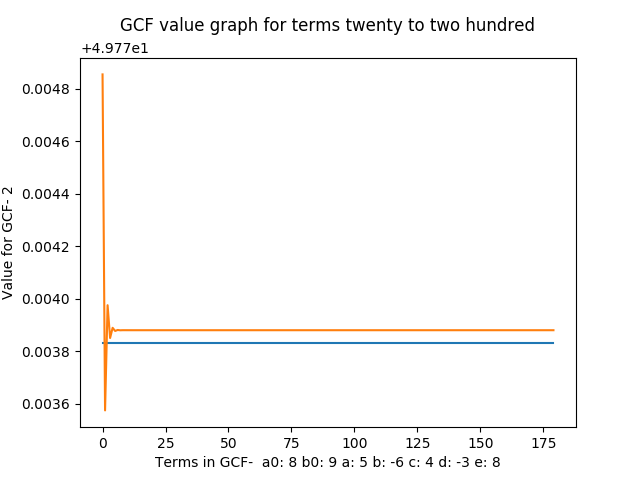 GCF value graph for terms twenty to two hundred
+4.977e1
0.0048
0.0046
0.0044
0.0042
0.0040
0.0038
0.0036
Value for GCF- 2
0 25 50 75 100 125 150 175
Terms in GCF-  a0: 8 b0: 9 a: 5 b: -6 c: 4 d: -3 e: 8